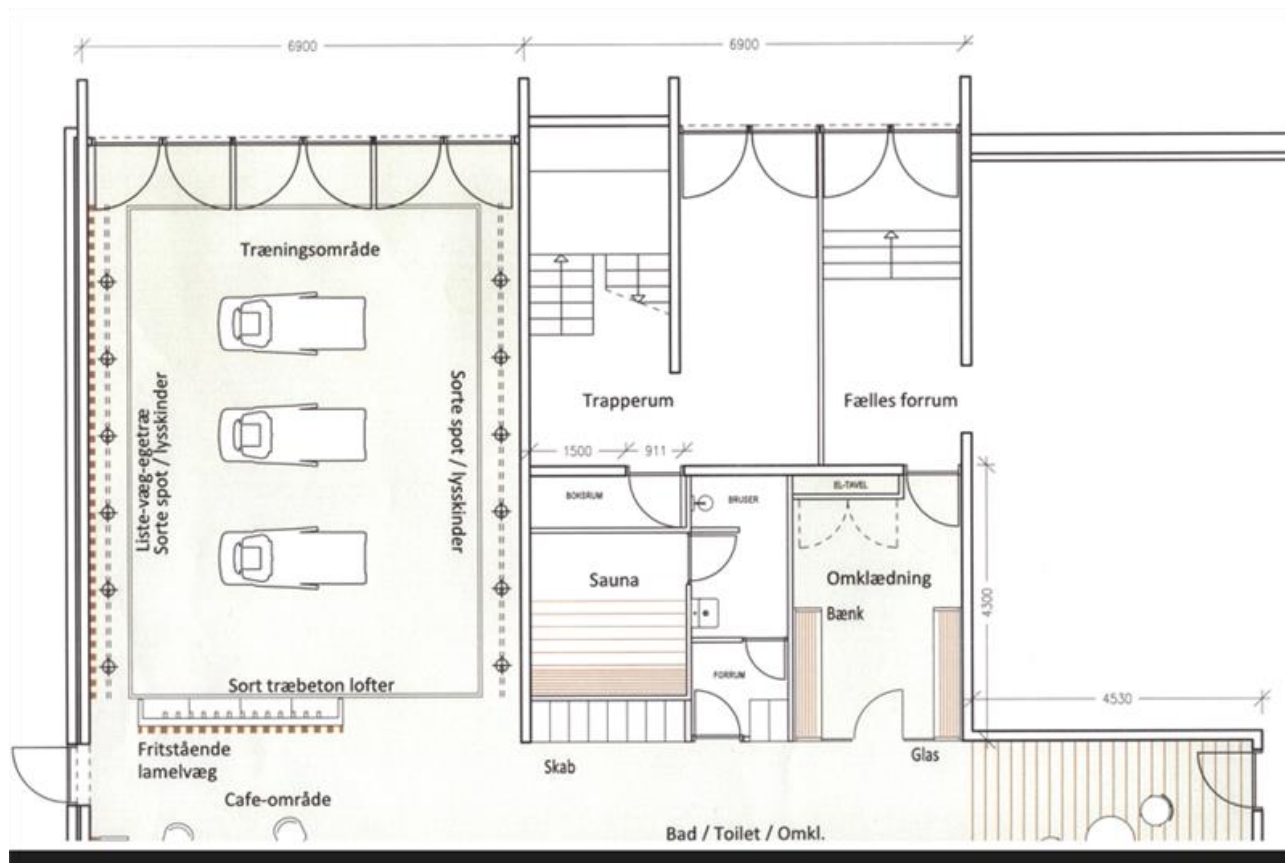 6900
6900
Træningsområde
Liste-væg-egetræ
Sorte spot / lysskinder
Sorte spot / lysskinder
Trapperum
Fælles forrum
1500
911
BOKSRUM
BRUSER
EL-TAVEL
Sauna
Omklædning
Bænk
4300
FORRUM
Sort træbeton lofter
4530
Fritstående
lamelvæg
Skab
Glas
Cafe-område
Bad / Toilet / Omkl.